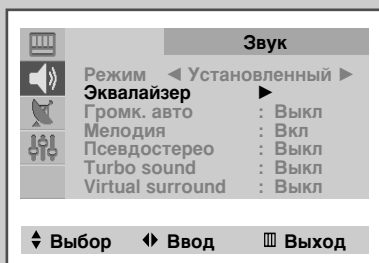 Звук
Режим ◄ Установленный ►
Эквалайзер ►
Громк. авто : Выкл
Мелодия : Вкл
Псевдостерео : Выкл
Turbo sound : Выкл
Virtual surround : Выкл
Выбор Ввод Выход